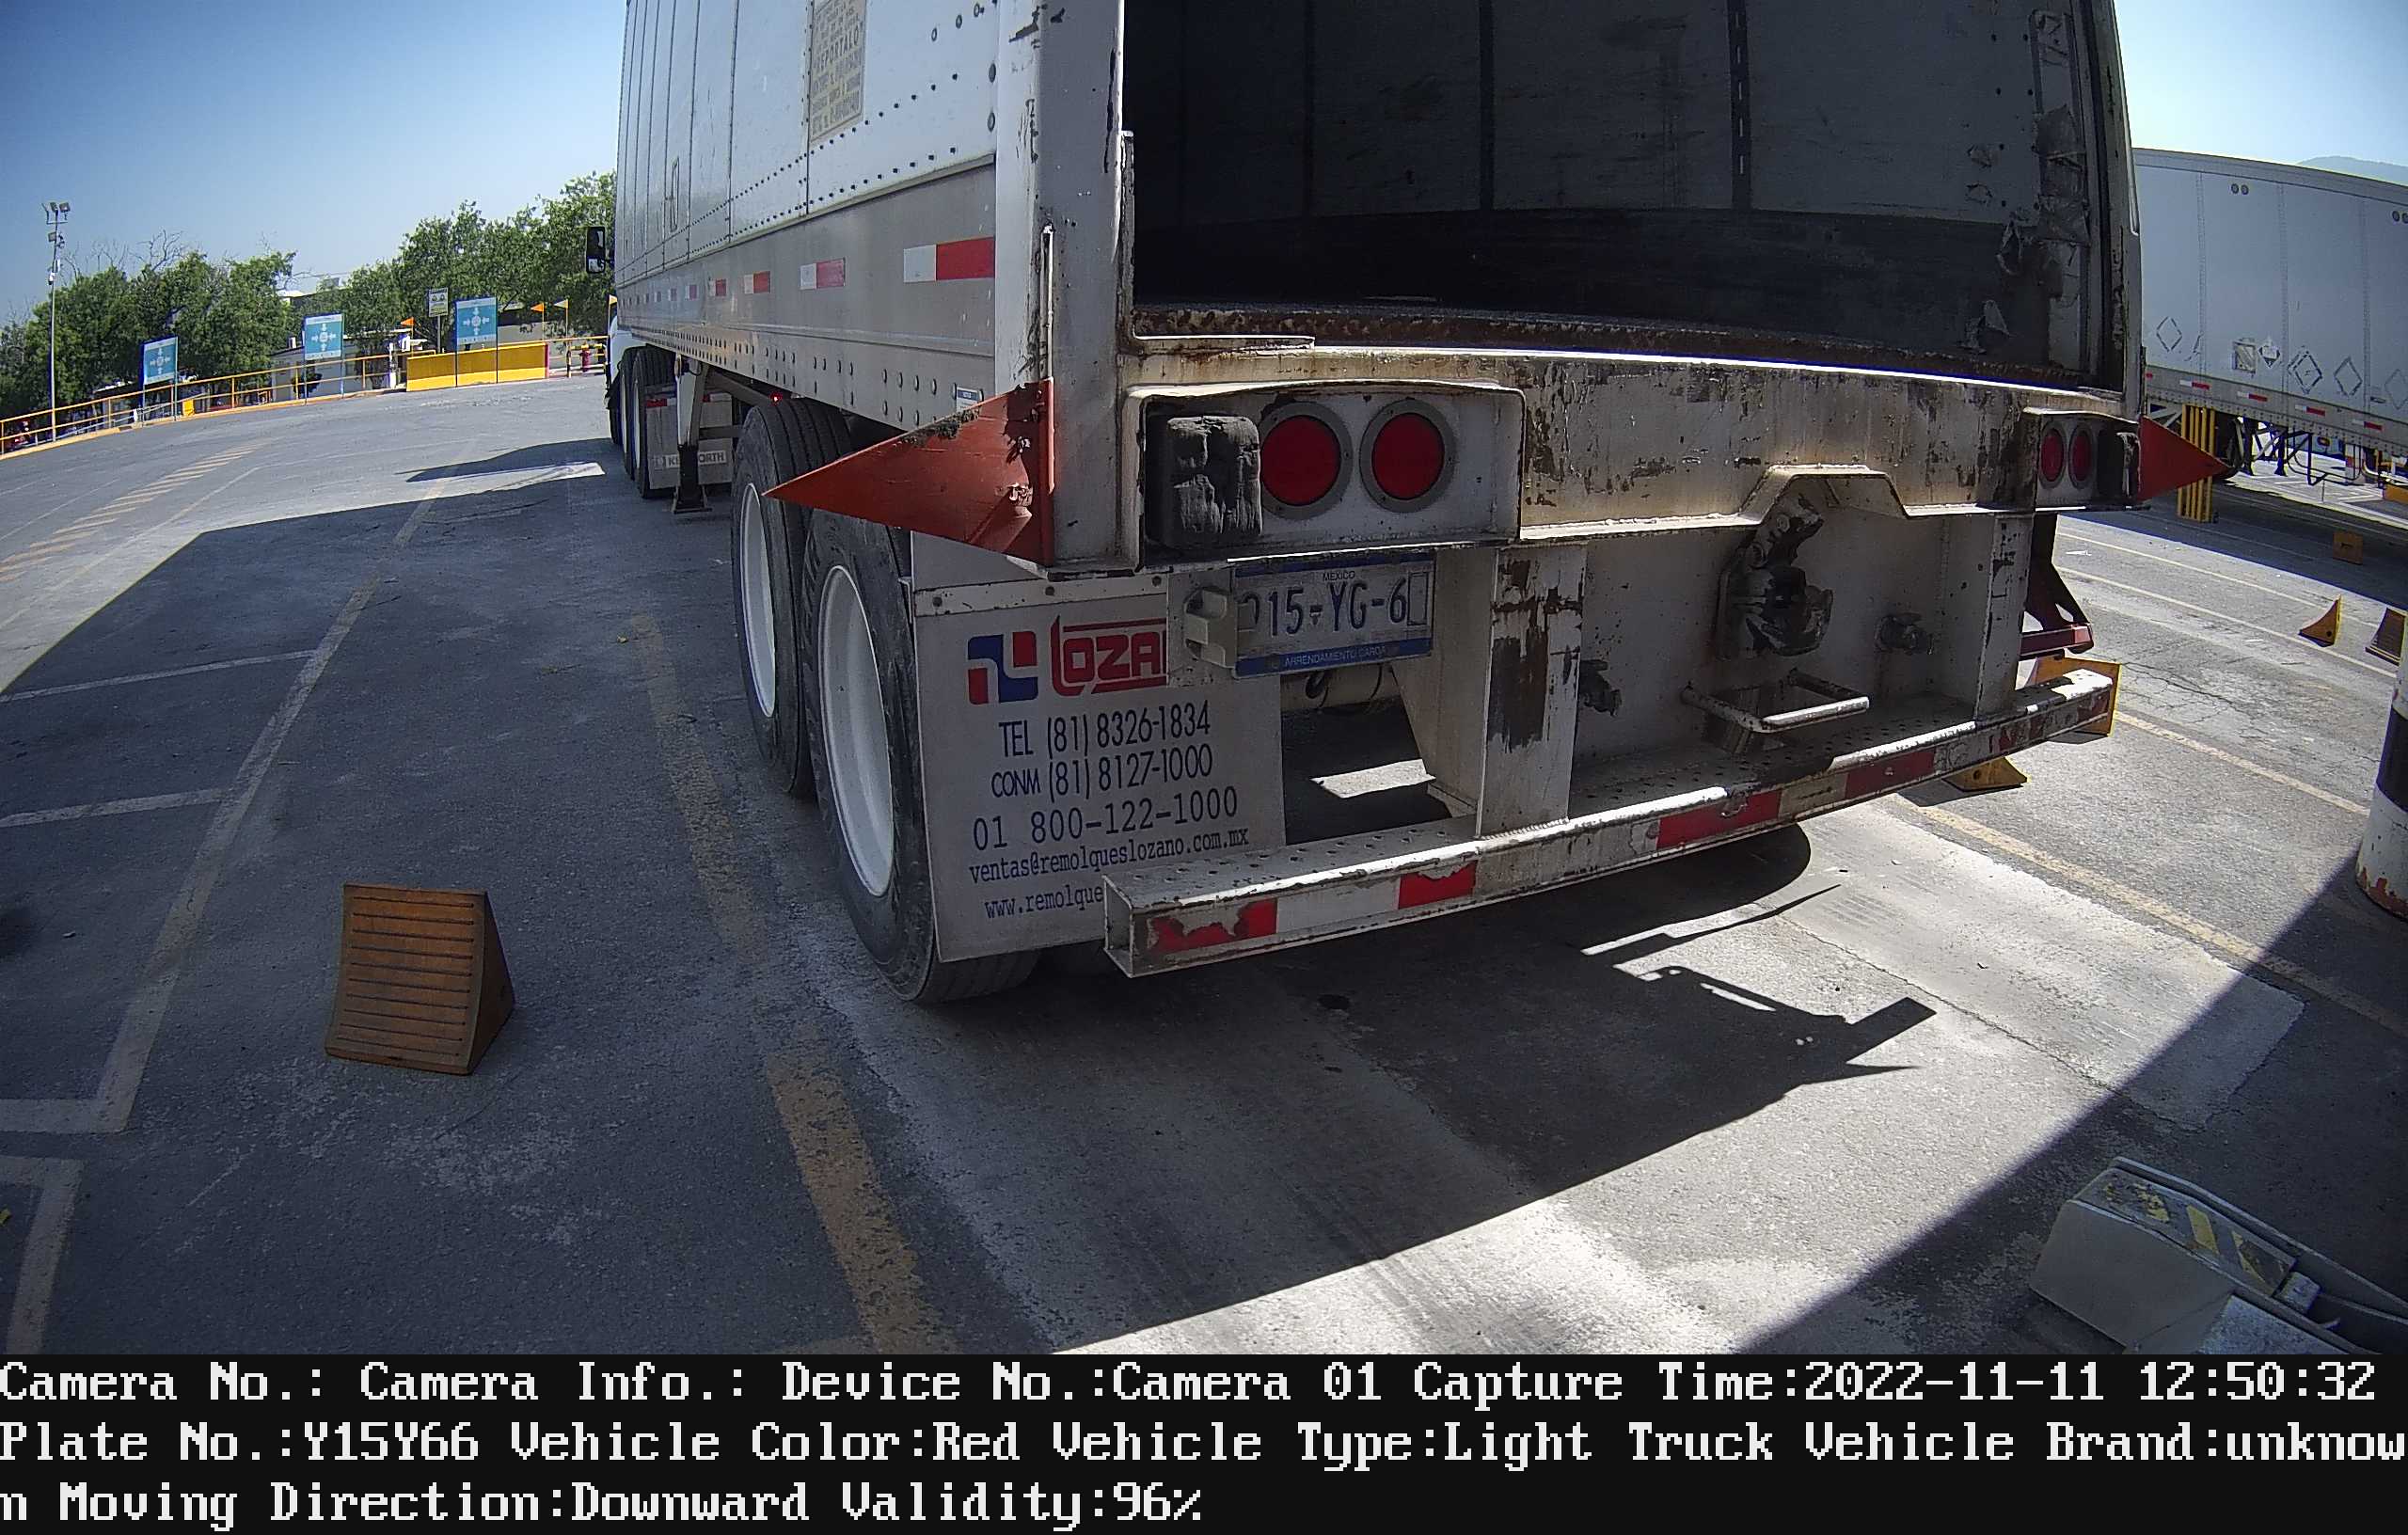 "REPORTALO"
KENWORTH
MEXICO
15-YG-6
ARRENDAMIENTO CARGA
LOZA
TEL (81) 8326-1834
CONM (81) 8127-1000
01 800-122-1000
ventas@remolqueslozano.com.mx
www.remolque
Camera No.: Camera Info.: Device No.:Camera 01 Capture Time:2022-11-11 12:50:32
Plate No.:Y15Y66 Vehicle Color:Red Vehicle Type:Light Truck Vehicle Brand:unknow
n Moving Direction:Downward Validity:96%